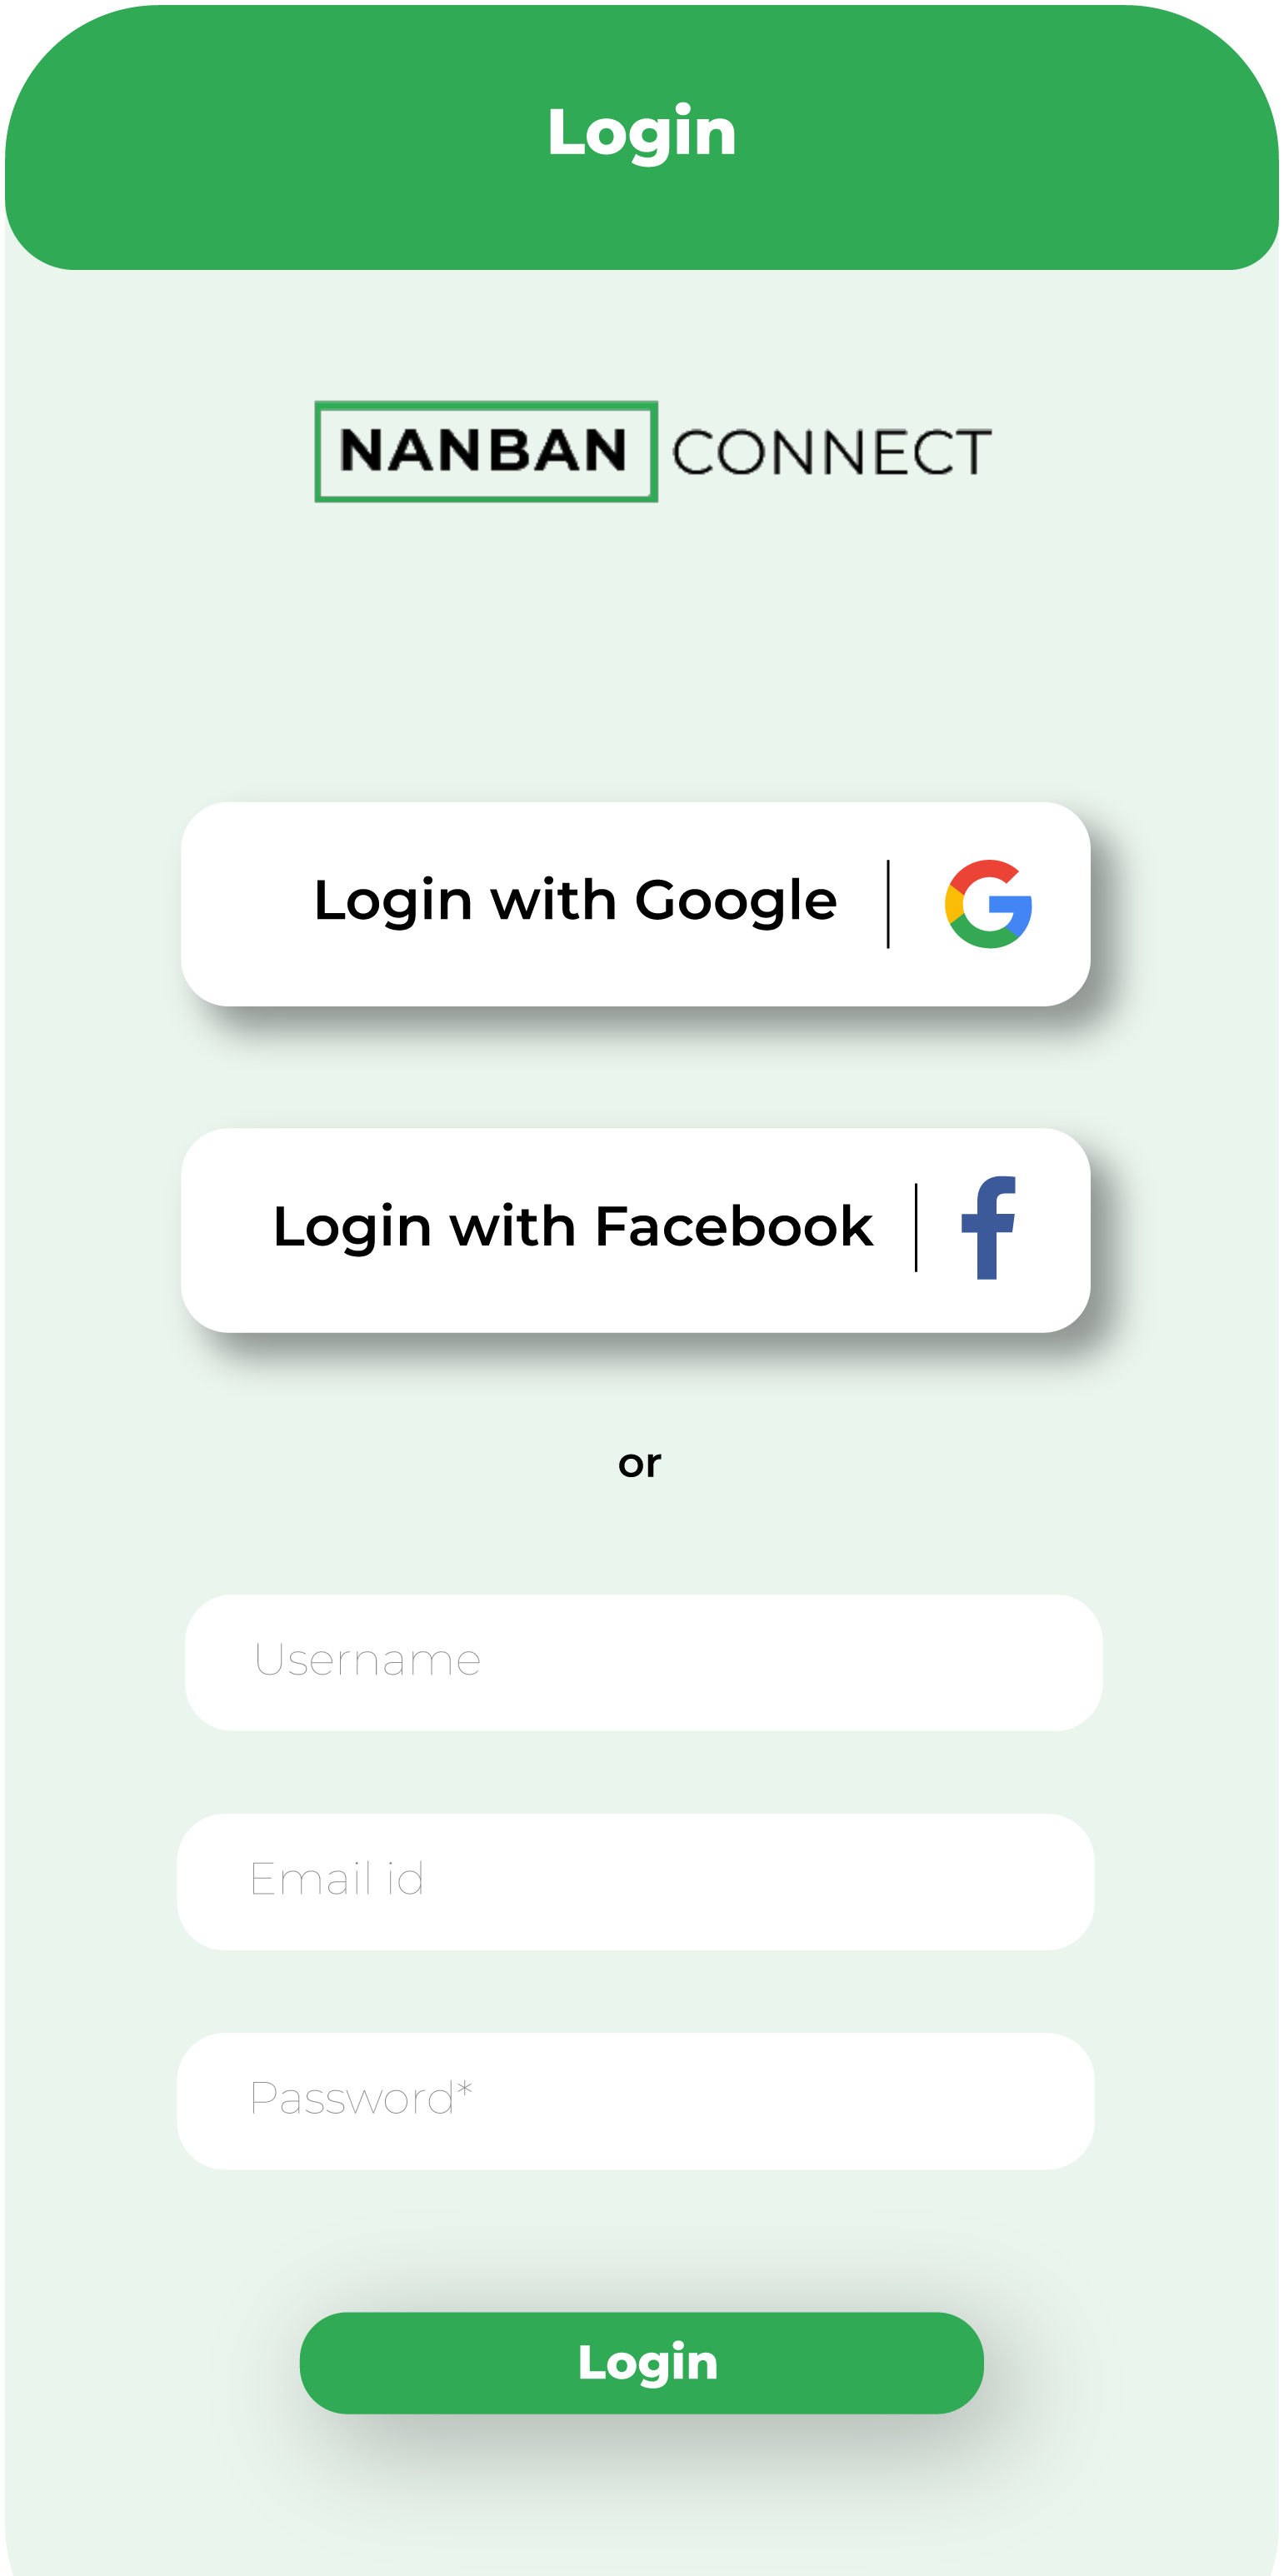 Login
NANBAN CONNECT
Login with Google
Login with Facebook
or
Username
Email id
Password*
Login